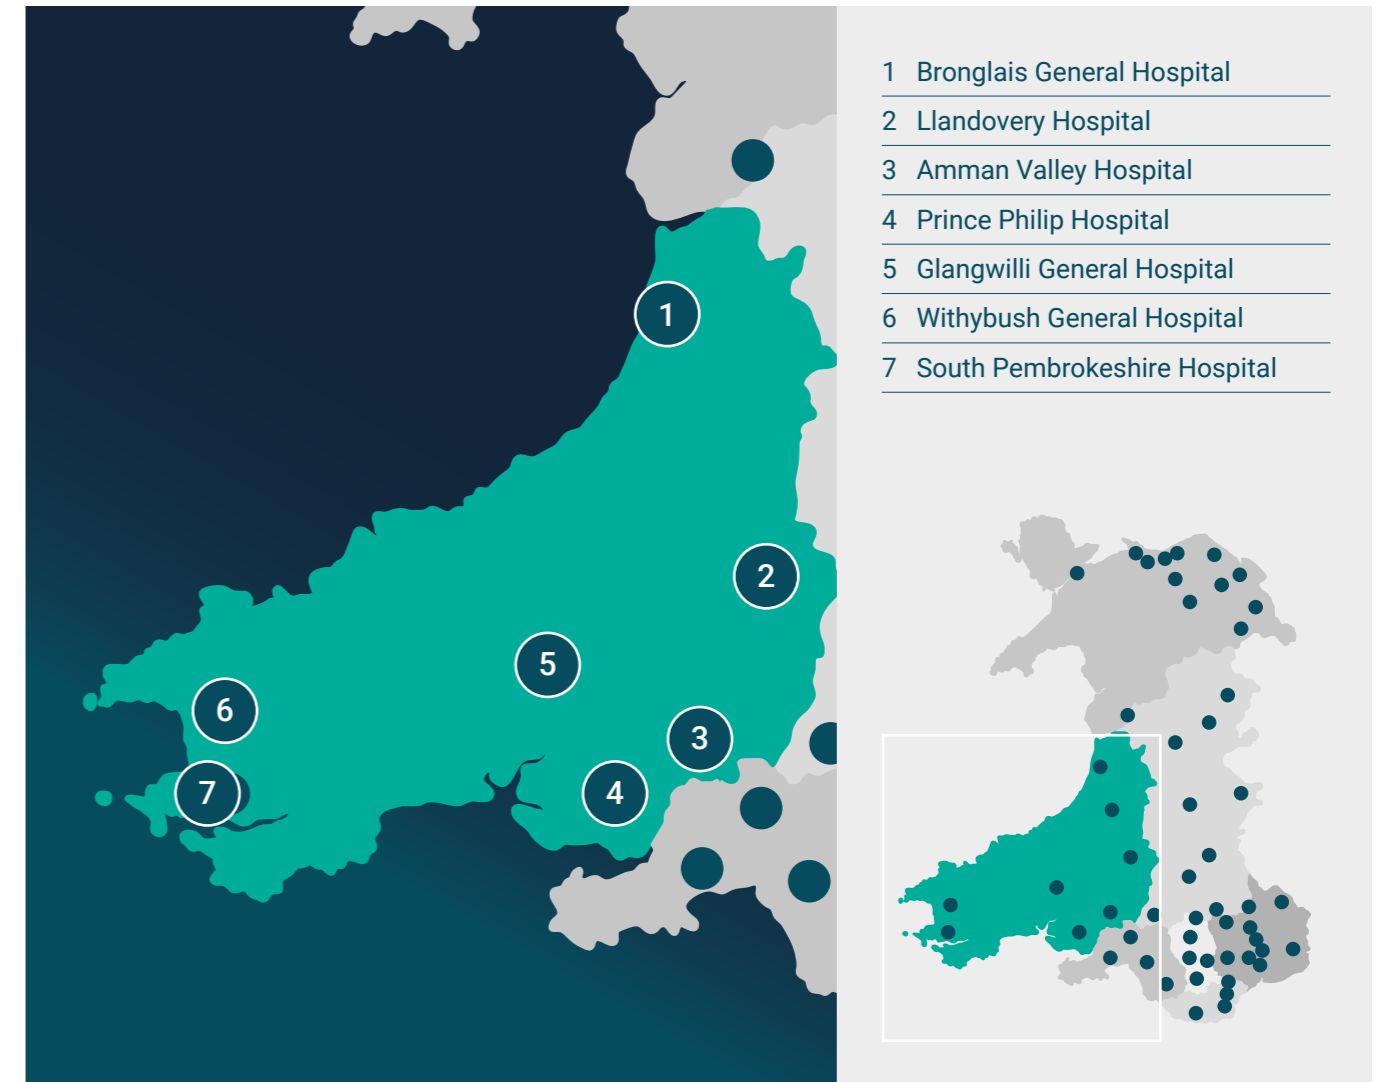 1 Bronglais General Hospital
2 Llandovery Hospital
3 Amman Valley Hospital
4 Prince Philip Hospital
5 Glangwilli General Hospital
6 Withybush General Hospital
7 South Pembrokeshire Hospital
1
2
5
6
3
7
4